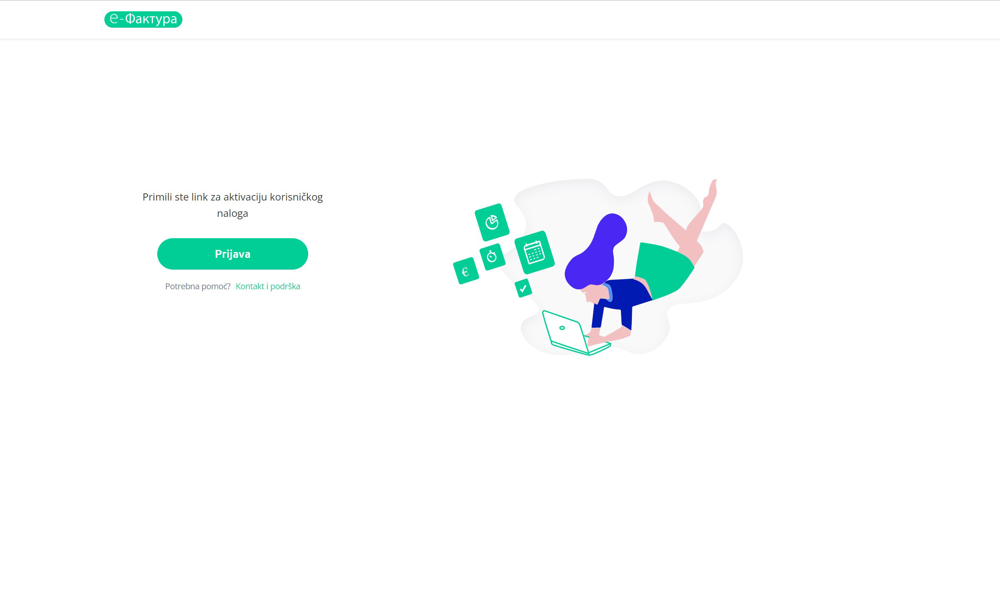 e-Фактура
Primili ste link za aktivaciju korisničkog
naloga
Prijava
Potrebna pomoć? Kontakt i podrška
€